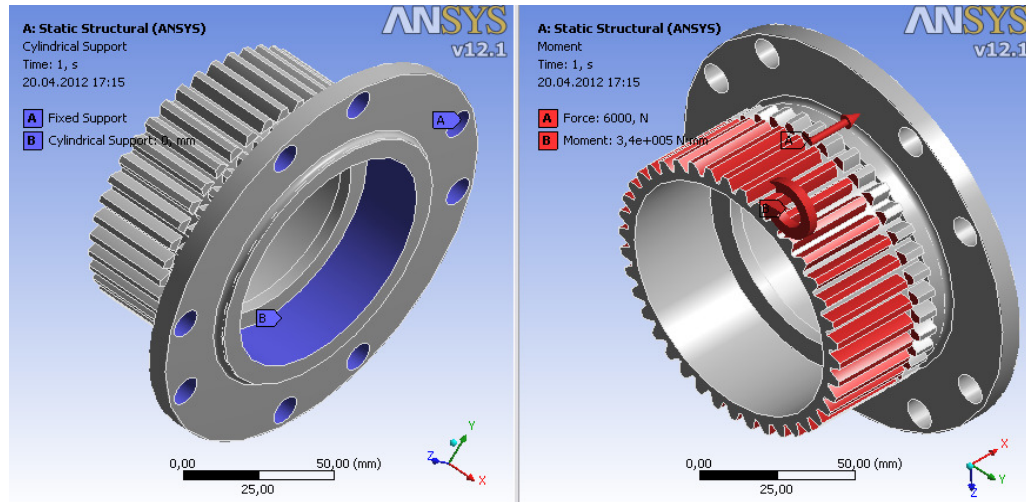 A: Static Structural (ANSYS)
Cylindrical Support
Time: 1, s
20.04.2012 17:15
A Fixed Support
B Cylindrical Support: 0, mm
ANSYS
v12.1
A
B
0,00 50,00 (mm)
25,00
Y
Z
X
A: Static Structural (ANSYS)
Moment
Time: 1, s
20.04.2012 17:15
A Force: 6000, N
B Moment: 3,4e+005 N·mm
ANSYS
v12.1
A
B
0,00 50,00 (mm)
25,00
X
Y
Z